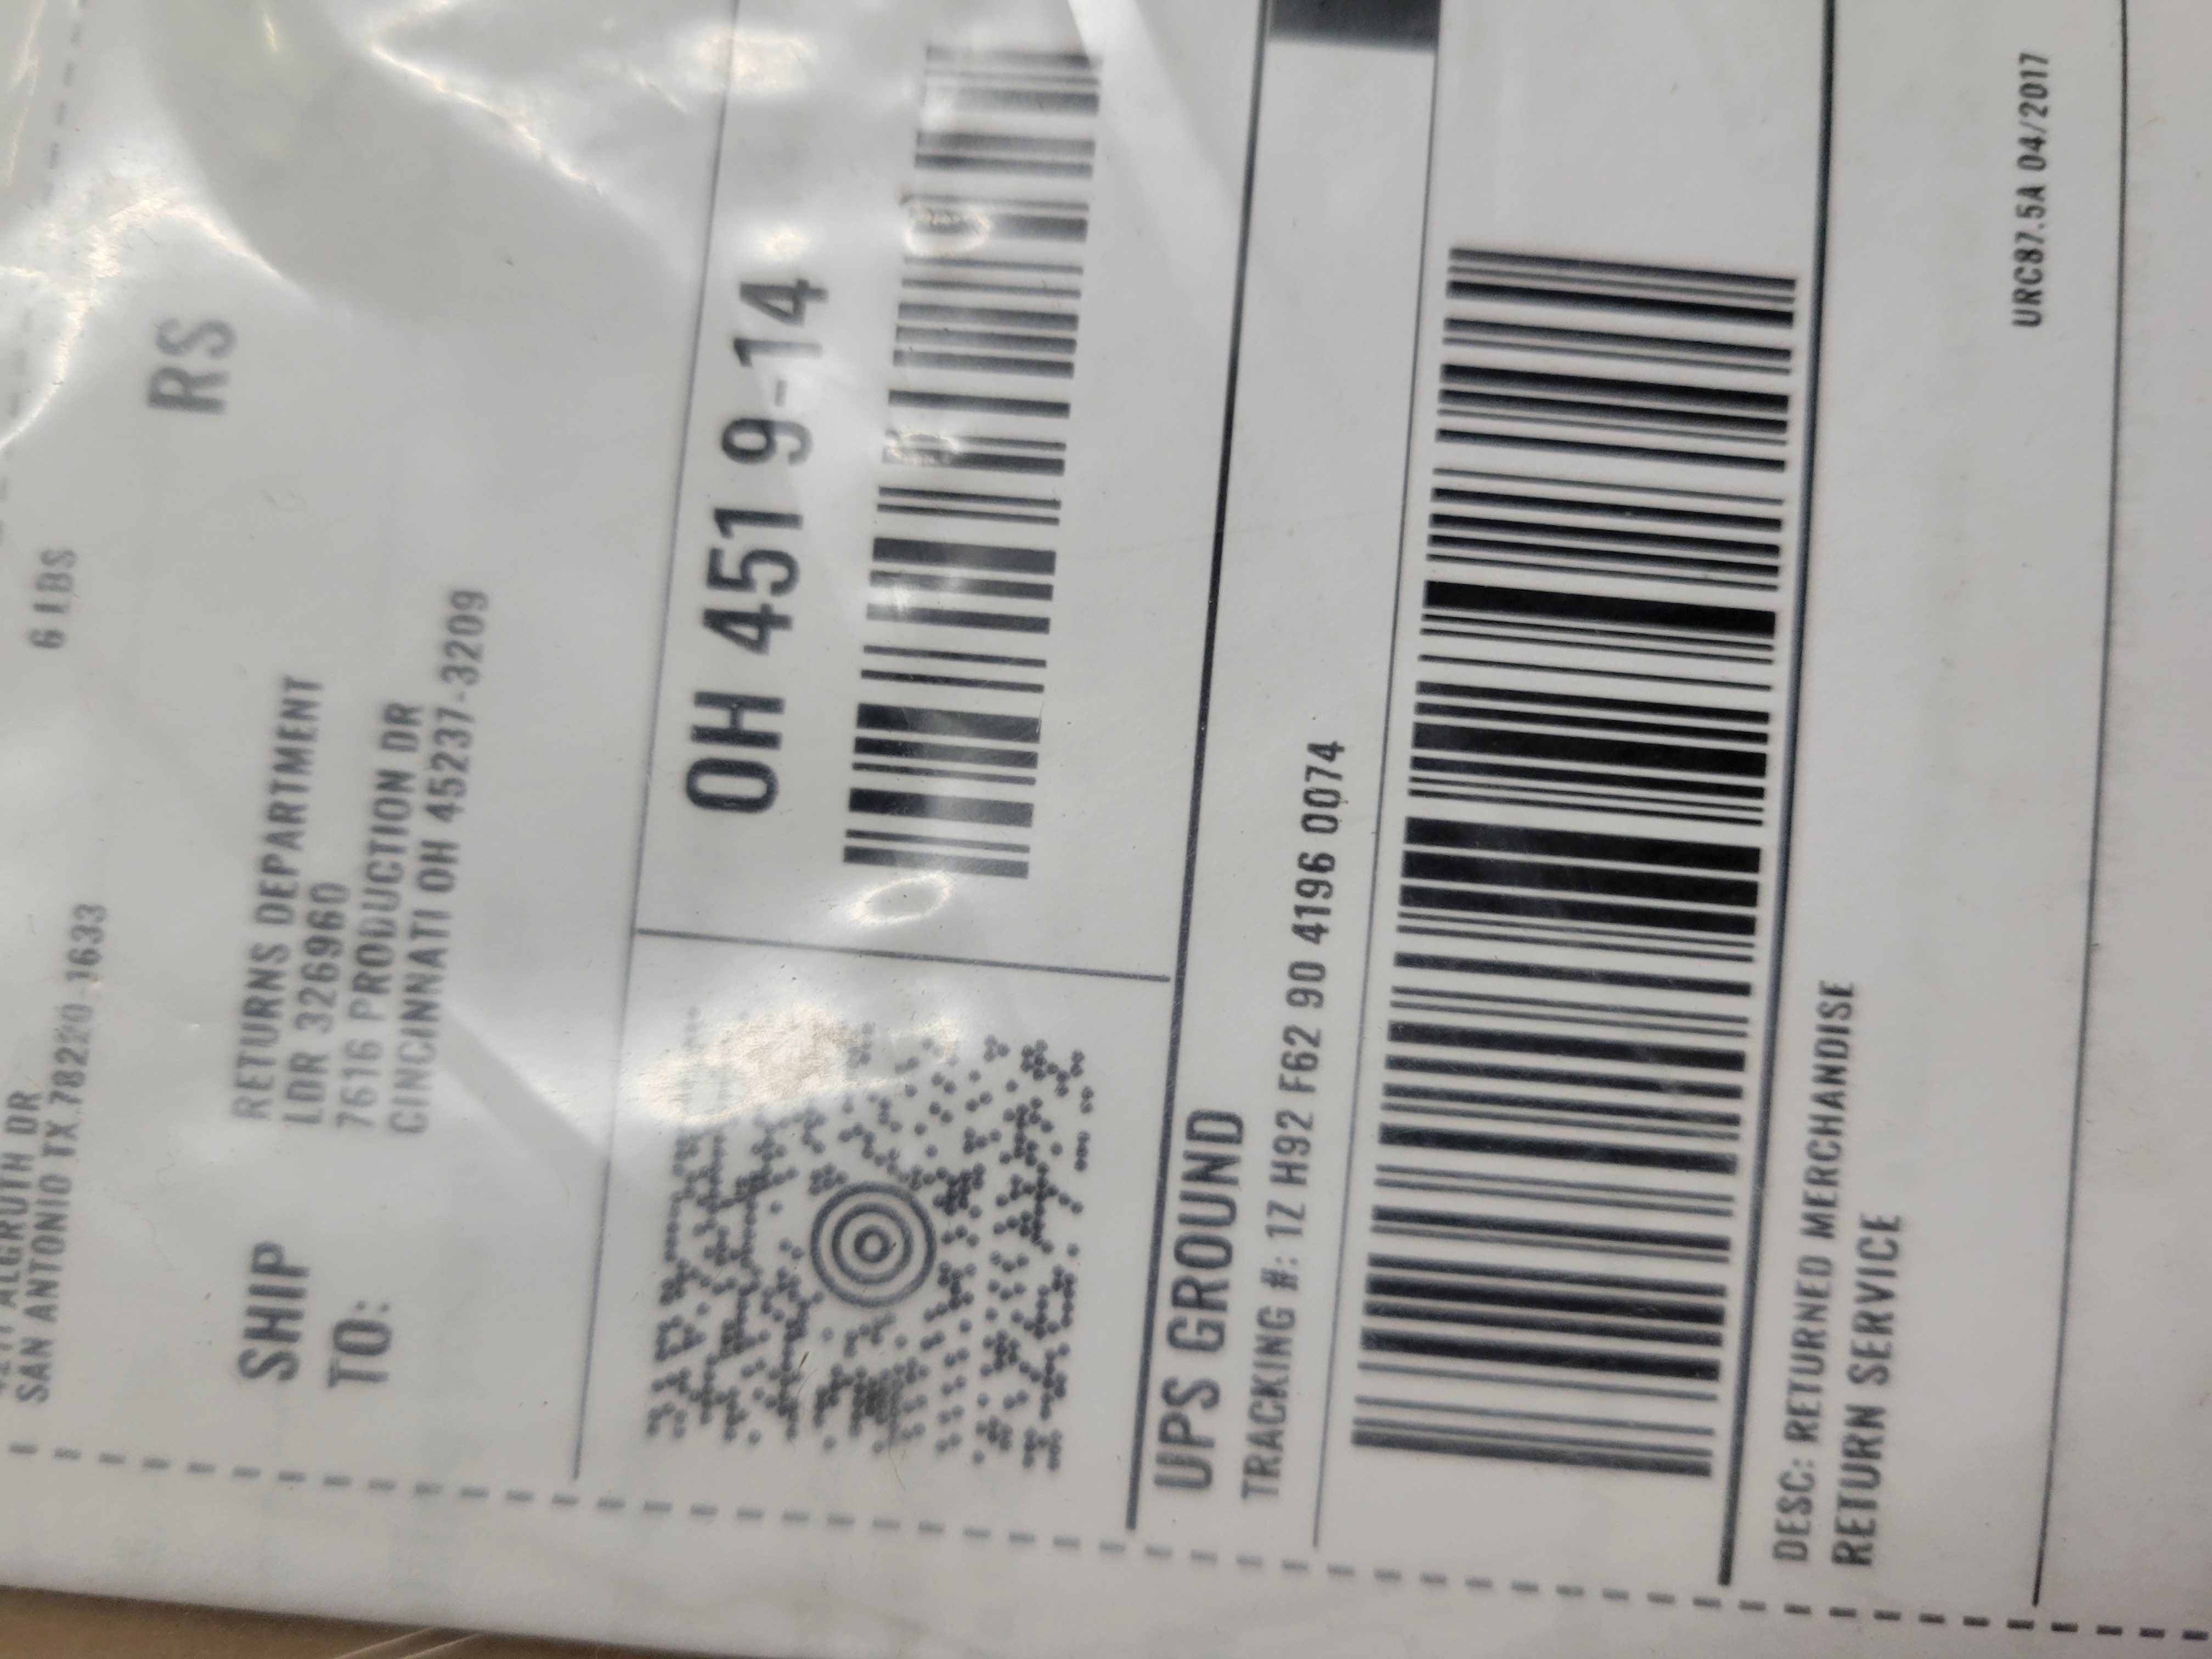 6 LBS
ALGRUTH DR
SAN ANTONIO TX 78220-1633
RS
SHIP
TO:
RETURNS DEPARTMENT
LDR 326960
7616 PRODUCTION DR
CINCINNATI OH 45237-3209
OH 451 9-14
UPS GROUND
TRACKING #: 1Z H92 F62 90 4196 0074
DESC: RETURNED MERCHANDISE
RETURN SERVICE
URC87.5A 04/2017